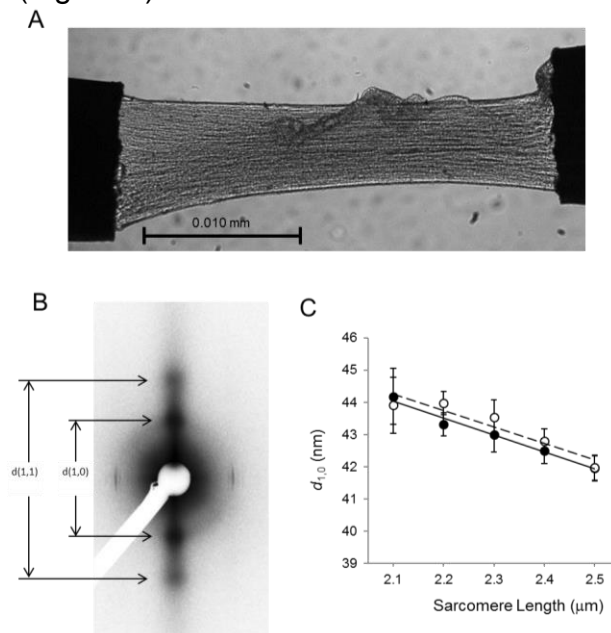 A
0.010 mm
B
d(1,1)
d(1,0)
C
46
45
44
43
42
41
40
39
d1,0 (nm)
2.1 2.2 2.3 2.4 2.5
Sarcomere Length (μm)